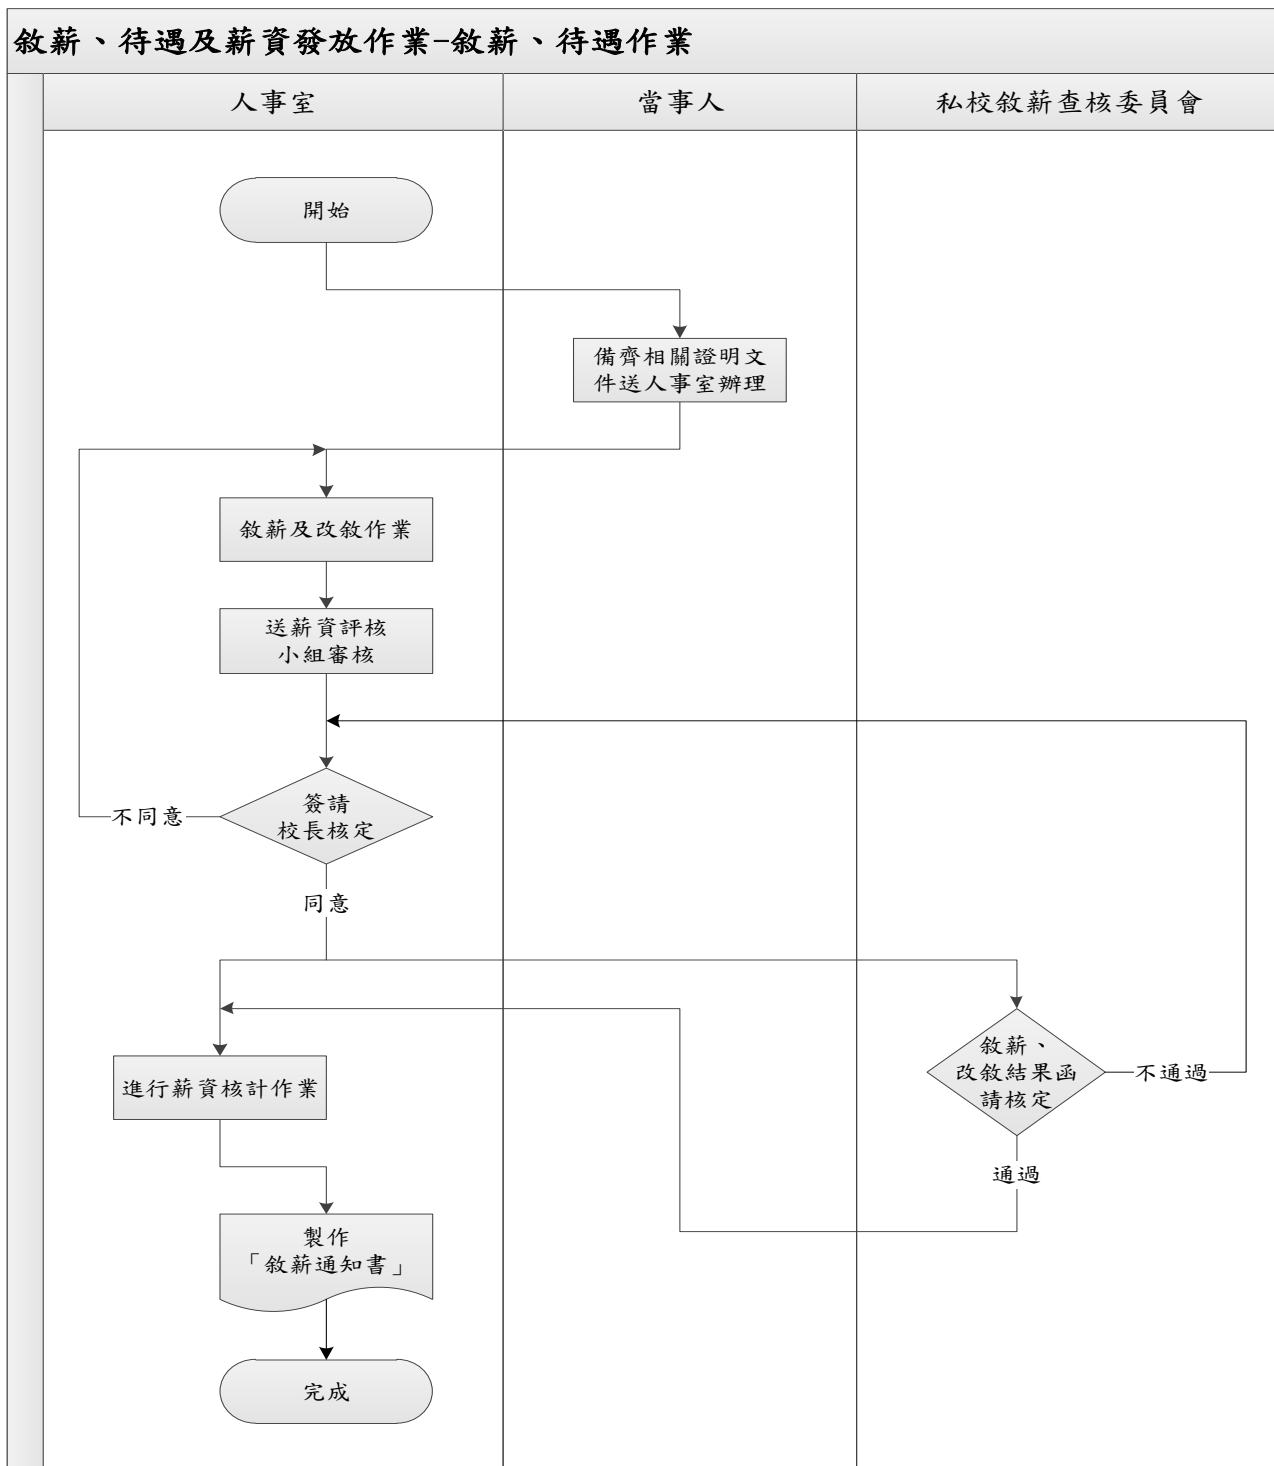 敘薪、待遇及薪資發放作業-敘薪、待遇作業
人事室
當事人
私校敘薪查核委員會
開始
備齊相關證明文
件送人事室辦理
敘薪及改敘作業
送薪資評核
小組審核
簽請
校長核定
不同意
同意
敘薪、
改敘結果函
請核定
不通過
通過
進行薪資核計作業
製作
「敘薪通知書」
完成